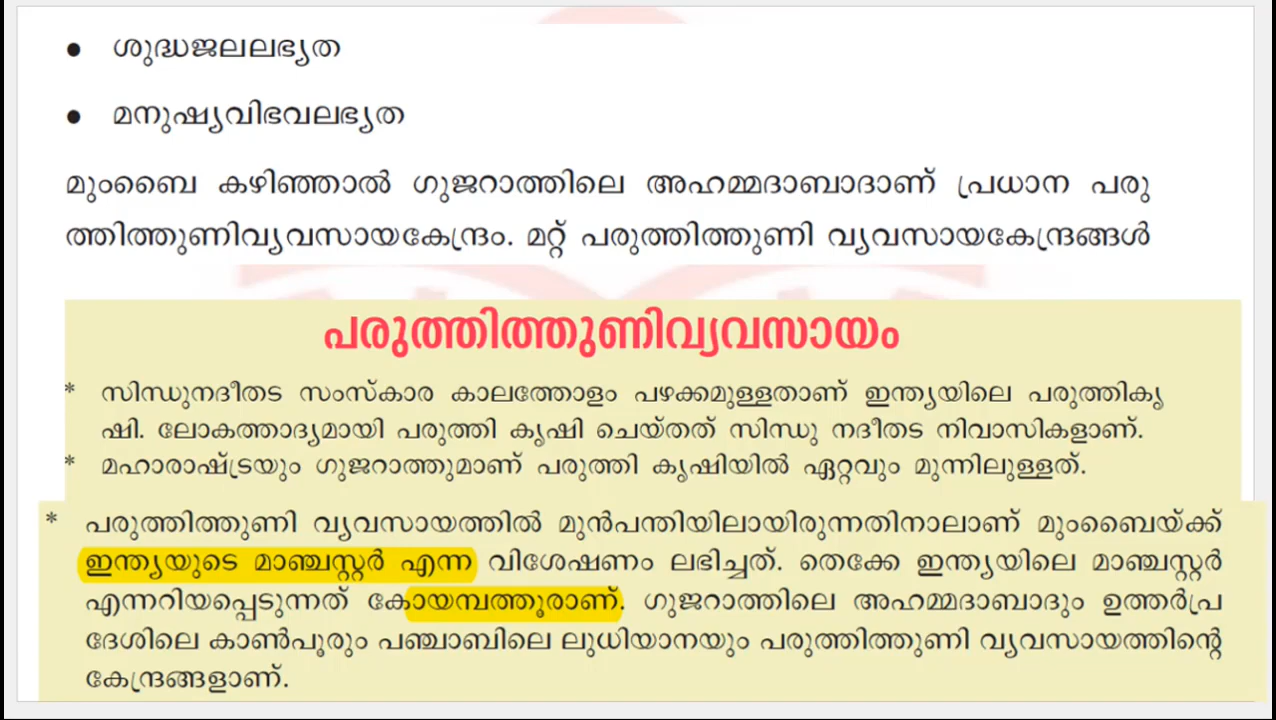 • ശുദ്ധജലലഭ്യത
• മനുഷ്യവിഭവലഭ്യത
മുംബൈ കഴിഞ്ഞാൽ ഗുജറാത്തിലെ അഹമ്മദാബാദാണ് പ്രധാന പരു
ത്തിത്തുണിവ്യവസായകേന്ദ്രം. മറ്റ് പരുത്തിത്തുണി വ്യവസായകേന്ദ്രങ്ങൾ
പരുത്തിത്തുണിവ്യവസായം
* സിന്ധുനദീതട സംസ്കാര കാലത്തോളം പഴക്കമുള്ളതാണ് ഇന്ത്യയിലെ പരുത്തികൃ
ഷി. ലോകത്താദ്യമായി പരുത്തി കൃഷി ചെയ്തത് സിന്ധു നദീതട നിവാസികളാണ്.
* മഹാരാഷ്ട്രയും ഗുജറാത്തുമാണ് പരുത്തി കൃഷിയിൽ ഏറ്റവും മുന്നിലുള്ളത്.
* പരുത്തിത്തുണി വ്യവസായത്തിൽ മുൻപന്തിയിലായിരുന്നതിനാലാണ് മുംബൈയ്ക്ക്
ഇന്ത്യയുടെ മാഞ്ചസ്റ്റർ എന്ന വിശേഷണം ലഭിച്ചത്. തെക്കേ ഇന്ത്യയിലെ മാഞ്ചസ്റ്റർ
എന്നറിയപ്പെടുന്നത് കോയമ്പത്തൂരാണ്. ഗുജറാത്തിലെ അഹമ്മദാബാദും ഉത്തർപ്ര
ദേശിലെ കാൺപൂരും പഞ്ചാബിലെ ലുധിയാനയും പരുത്തിത്തുണി വ്യവസായത്തിന്റെ
കേന്ദ്രങ്ങളാണ്.